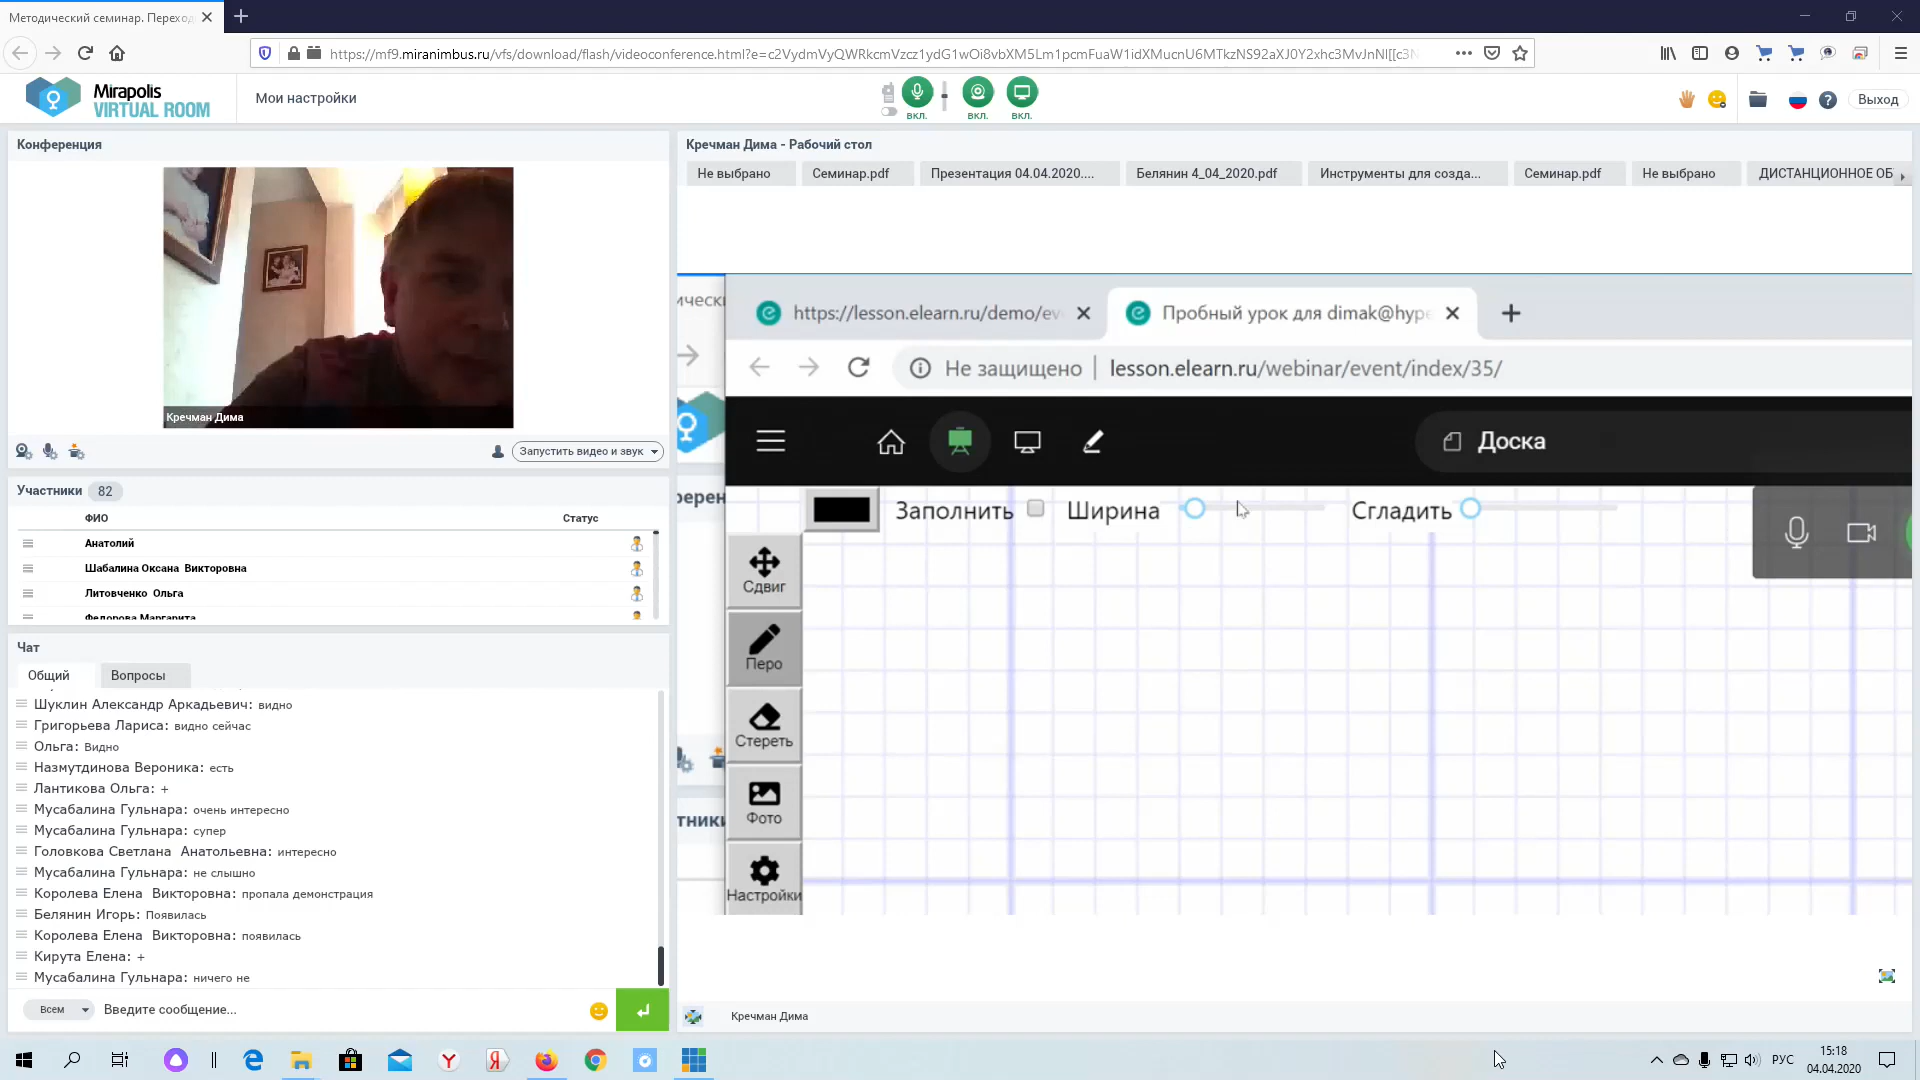 Методический семинар. Переход
https://mf9.miranimbus.ru/vfs/download/flash/videoconference.html?e=c2VydmVyQWRkcmVzcz1ydG1wOi8vbXM5Lm1pcmFuaW1idXMucnU6MTkzNS92aXJ0Y2xhc3MvJnNl[[c3N
Mirapolis
VIRTUAL ROOM
Мои настройки
вкл. вкл. вкл.
Выход
Конференция
Кречман Дима
Запустить видео и звук
Участники 82
ФИО Статус
Анатолий
Шабалина Оксана Викторовна
Литовченко Ольга
Федорова Маргарита
Чат
Общий Вопросы
Шуклин Александр Аркадьевич: видно
Григорьева Лариса: видно сейчас
Ольга: Видно
Назмутдинова Вероника: есть
Лантикова Ольга: +
Мусабалина Гульнара: очень интересно
Мусабалина Гульнара: супер
Головкова Светлана Анатольевна: интересно
Мусабалина Гульнара: не слышно
Королева Елена Викторовна: пропала демонстрация
Белянин Игорь: Появилась
Королева Елена Викторовна: появилась
Кирута Елена: +
Мусабалина Гульнара: ничего не
Всем Введите сообщение...
Кречман Дима - Рабочий стол
Не выбрано Семинар.pdf Презентация 04.04.2020.... Белянин 4_04_2020.pdf Инструменты для созда... Семинар.pdf Не выбрано ДИСТАНЦИОННОЕ ОБ
ически
https://lesson.elearn.ru/demo/ev Пробный урок для dimak@hype
Не защищено | lesson.elearn.ru/webinar/event/index/35/
Доска
ерен
Заполнить Ширина Сгладить
Сдвиг
Перо
Стереть
Фото
тники
Настройки
Кречман Дима
РУС
15:18
04.04.2020